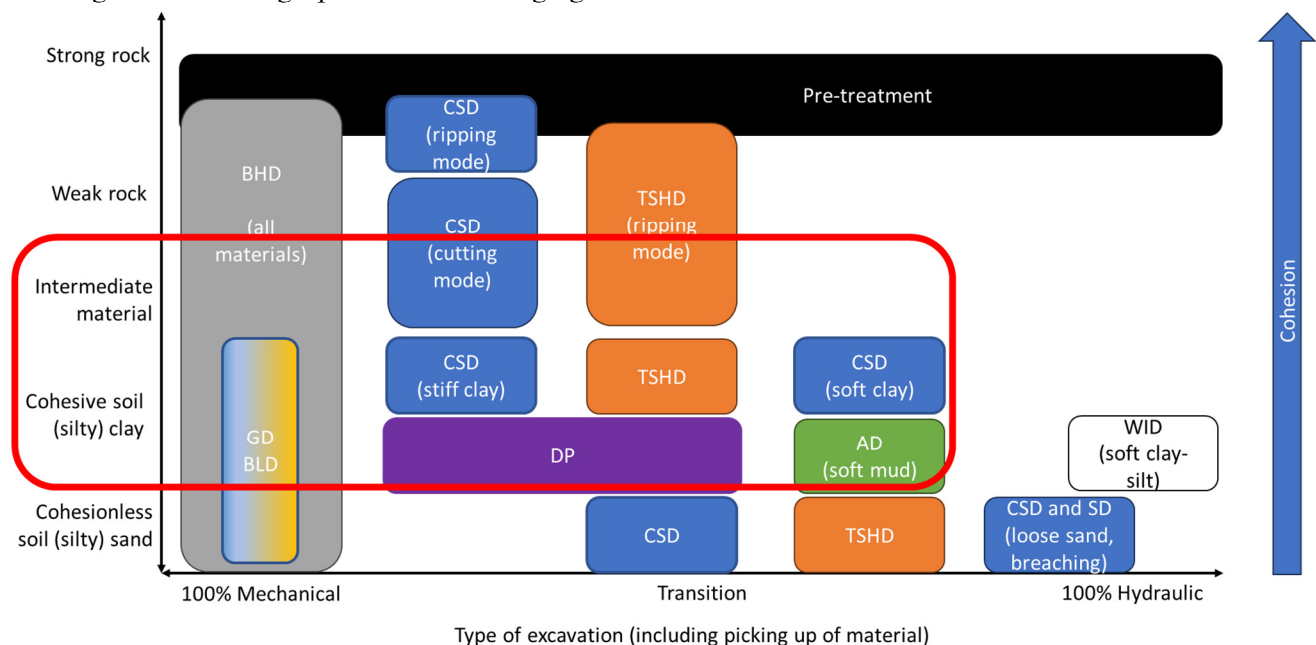 Strong rock
Pre-treatment
CSD
(ripping
mode)
BHD
(all
materials)
Weak rock
CSD
(cutting
mode)
TSHD
(ripping
mode)
Intermediate
material
CSD
(stiff clay)
TSHD
CSD
(soft clay)
Cohesive soil
(silty) clay
GD
BLD
DP
AD
(soft mud)
WID
(soft clay-
silt)
Cohesionless
soil (silty) sand
CSD
TSHD
CSD and SD
(loose sand,
breaching)
Cohesion
100% Mechanical
Transition
100% Hydraulic
Type of excavation (including picking up of material)